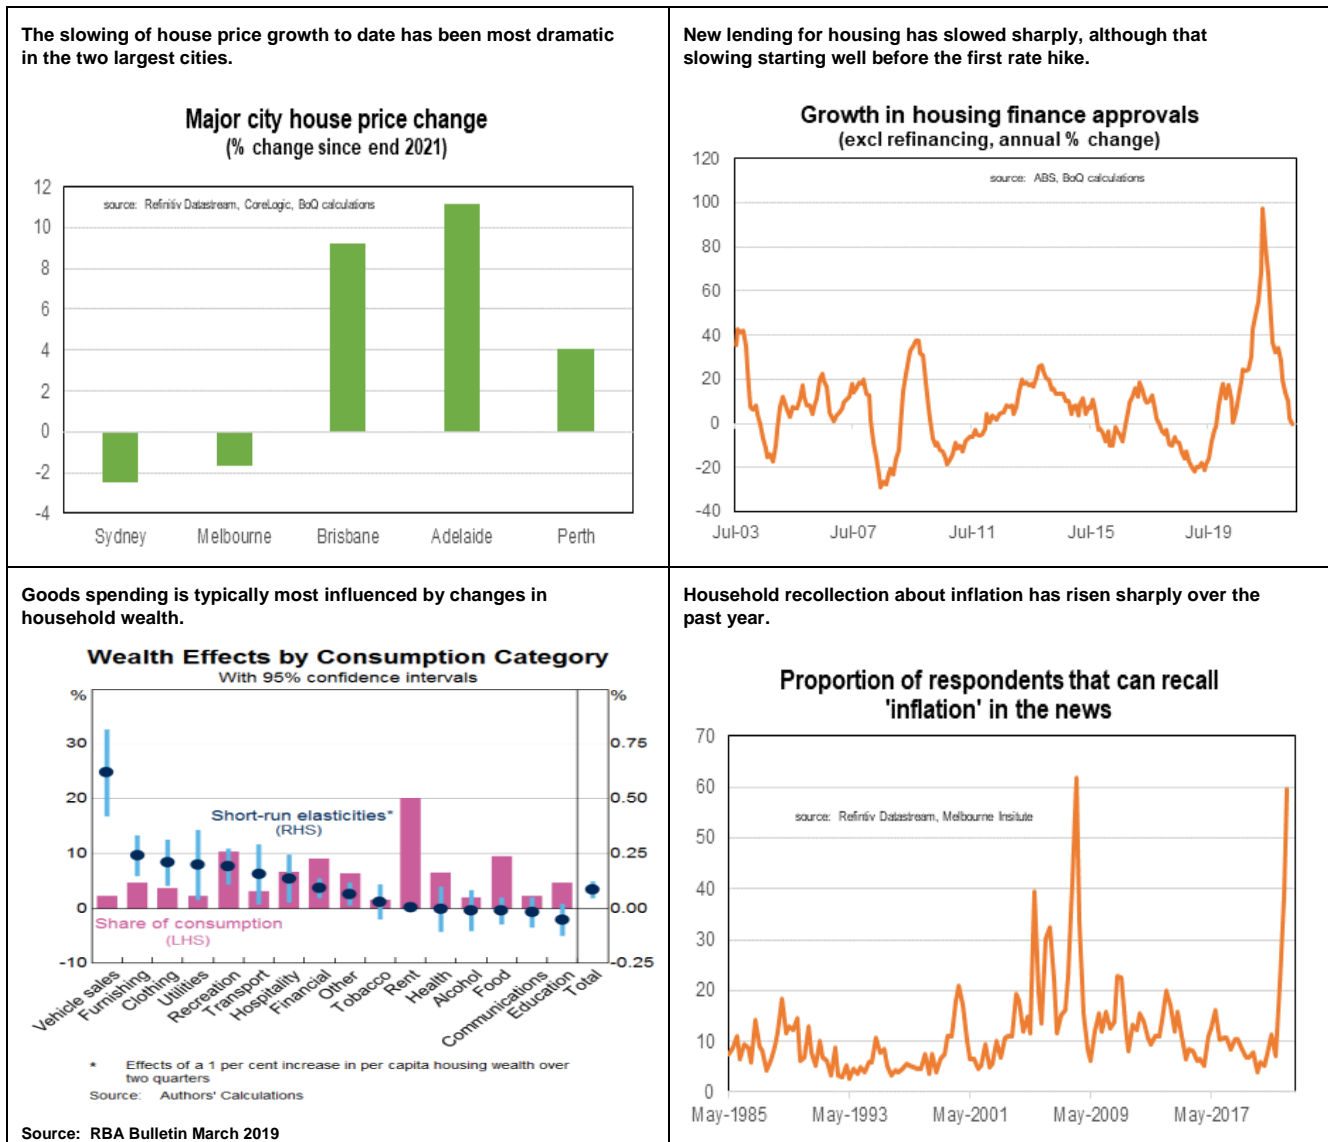 The slowing of house price growth to date has been most dramatic
in the two largest cities.
Major city house price change
(% change since end 2021)
12
10
8
6
4
2
0
-2
-4
source: Refinitiv Datastream, CoreLogic, BoQ calculations
Sydney
Melbourne
Brisbane
Adelaide
Perth
New lending for housing has slowed sharply, although that
slowing starting well before the first rate hike.
Growth in housing finance approvals
(excl refinancing, annual % change)
120
100
80
60
40
20
0
-20
-40
source: ABS, BoQ calculations
Jul-03
Jul-07
Jul-11
Jul-15
Jul-19
Goods spending is typically most influenced by changes in
household wealth.
Wealth Effects by Consumption Category
With 95% confidence intervals
%
%
30
20
10
0
-10
0.75
0.50
0.25
0.00
-0.25
Short-run elasticities*
(RHS)
Share of consumption
(LHS)
Vehicle sales
Furnishing
Clothing
Utilities
Recreation
Transport
Hospitality
Financial
Other
Tobacco
Rent
Health
Alcohol
Food
Communications
Education
Total
* Effects of a 1 per cent increase in per capita housing wealth over
two quarters
Source: Authors' Calculations
Source: RBA Bulletin March 2019
Household recollection about inflation has risen sharply over the
past year.
Proportion of respondents that can recall
'inflation' in the news
70
60
50
40
30
20
10
0
source: Refintiv Datastream, Melbourne Insitute
May-1985
May-1993
May-2001
May-2009
May-2017